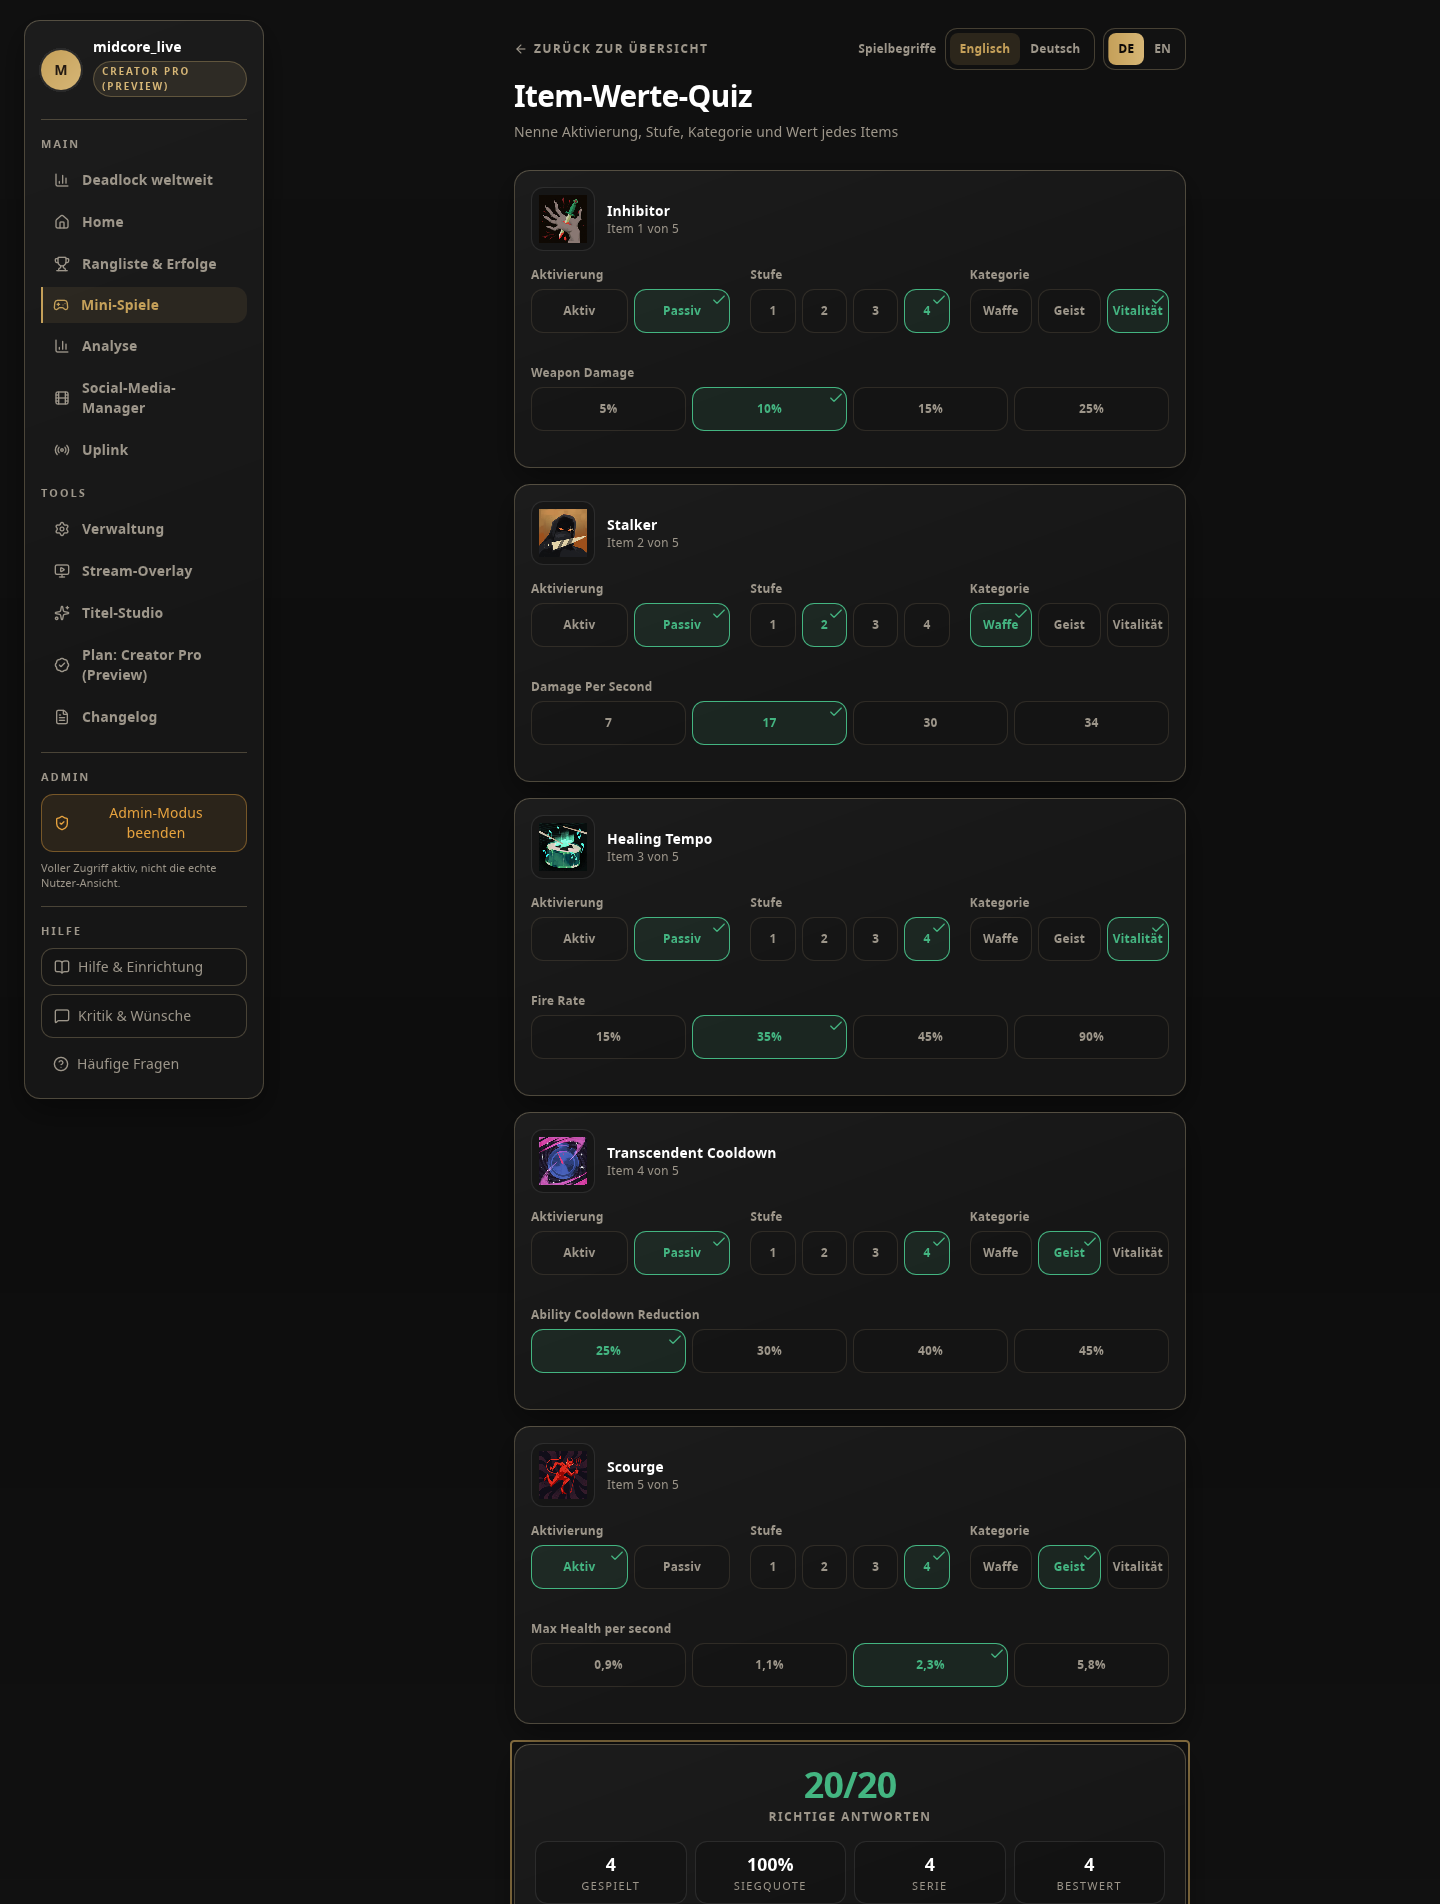 M
midcore_live
CREATOR PRO
(PREVIEW)
MAIN
Deadlock weltweit
Home
Rangliste & Erfolge
Mini-Spiele
Analyse
Social-Media-
Manager
Uplink
TOOLS
Verwaltung
Stream-Overlay
Titel-Studio
Plan: Creator Pro
(Preview)
Changelog
ADMIN
Admin-Modus
beenden
Voller Zugriff aktiv, nicht die echte
Nutzer-Ansicht.
HILFE
Hilfe & Einrichtung
Kritik & Wünsche
Häufige Fragen
ZURÜCK ZUR ÜBERSICHT
Spielbegriffe Englisch Deutsch DE EN
Item-Werte-Quiz
Nenne Aktivierung, Stufe, Kategorie und Wert jedes Items
Inhibitor
Item 1 von 5
Aktivierung Stufe Kategorie
Aktiv Passiv 1 2 3 4 Waffe Geist Vitalität
Weapon Damage
5% 10% 15% 25%
Stalker
Item 2 von 5
Aktivierung Stufe Kategorie
Aktiv Passiv 1 2 3 4 Waffe Geist Vitalität
Damage Per Second
7 17 30 34
Healing Tempo
Item 3 von 5
Aktivierung Stufe Kategorie
Aktiv Passiv 1 2 3 4 Waffe Geist Vitalität
Fire Rate
15% 35% 45% 90%
Transcendent Cooldown
Item 4 von 5
Aktivierung Stufe Kategorie
Aktiv Passiv 1 2 3 4 Waffe Geist Vitalität
Ability Cooldown Reduction
25% 30% 40% 45%
Scourge
Item 5 von 5
Aktivierung Stufe Kategorie
Aktiv Passiv 1 2 3 4 Waffe Geist Vitalität
Max Health per second
0,9% 1,1% 2,3% 5,8%
20/20
RICHTIGE ANTWORTEN
4 100% 4 4
GESPIELT SIEGQUOTE SERIE BESTWERT